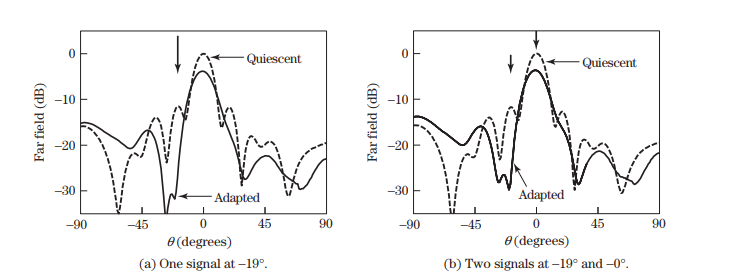 0
−10
−20
−30
Far field (dB)
Quiescent
Adapted
−90
−45
0
45
90
θ (degrees)
(a) One signal at −19°.
0
−10
−20
−30
Far field (dB)
Quiescent
Adapted
−90
−45
0
45
90
θ (degrees)
(b) Two signals at −19° and −0°.